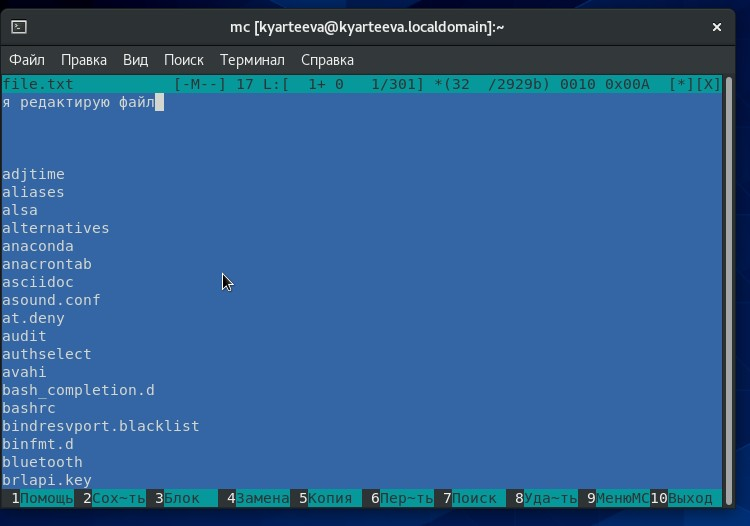 mc [kyarteeva@kyarteeva.localdomain]:~
Файл Правка Вид Поиск Терминал Справка
file.txt [-M--] 17 L:[ 1+ 0 1/301] *(32 /2929b) 0010 0x00A [*][X]
я редактирую файл
adjtime
aliases
alsa
alternatives
anaconda
anacrontab
asciidoc
asound.conf
at.deny
audit
authselect
avahi
bash_completion.d
bashrc
bindresvport.blacklist
binfmt.d
bluetooth
brlapi.key
1Помощь 2Сох~ть 3Блок 4Замена 5Копия 6Пер~ть 7Поиск 8Уда~ть 9МенюMC 10Выход